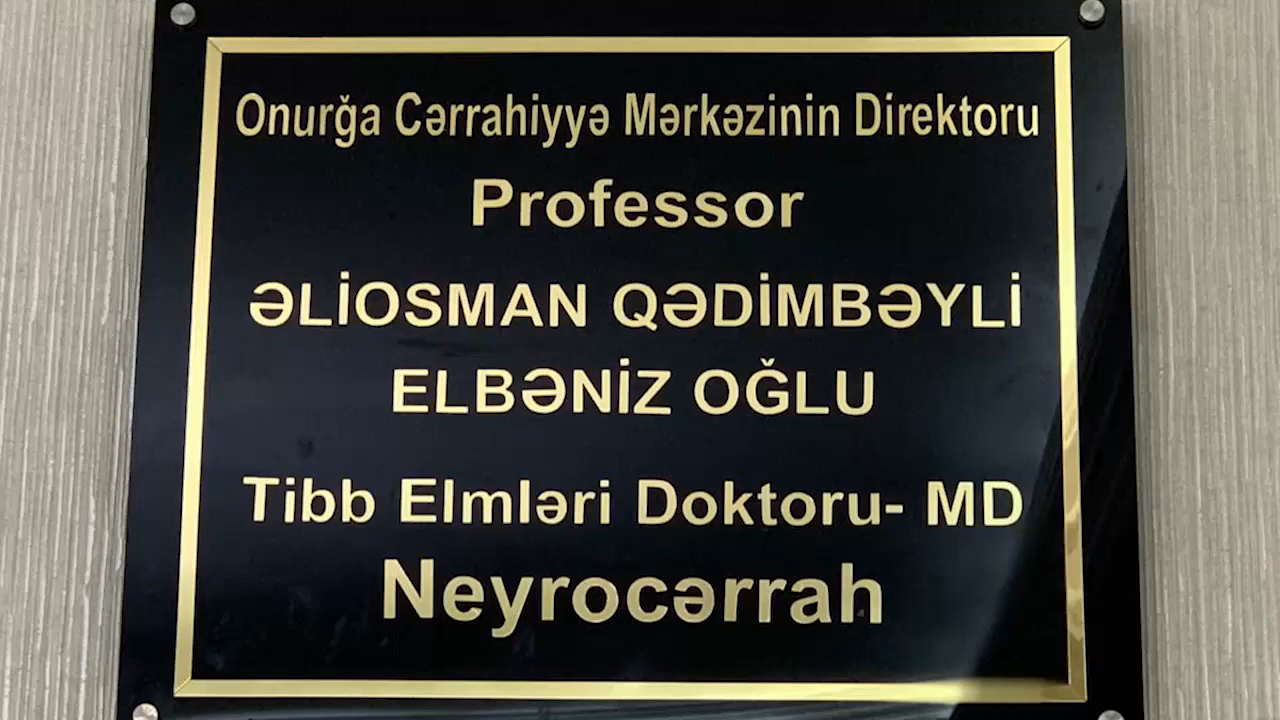 Onurğa Cərrahiyyə Mərkəzinin Direktoru
Professor
ƏLİOSMAN QƏDİMBƏYLİ
ELBƏNİZ OĞLU
Tibb Elmləri Doktoru- MD
Neyrocərrah